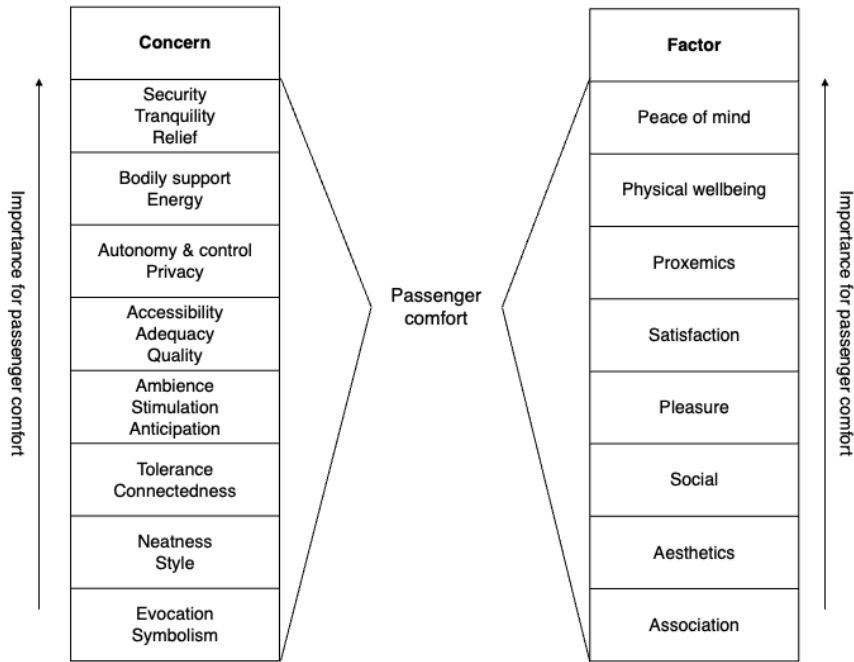 Concern
Security
Tranquility
Relief
Bodily support
Energy
Autonomy & control
Privacy
Accessibility
Adequacy
Quality
Ambience
Stimulation
Anticipation
Tolerance
Connectedness
Neatness
Style
Evocation
Symbolism
Importance for passenger comfort
Passenger
comfort
Factor
Peace of mind
Physical wellbeing
Proxemics
Satisfaction
Pleasure
Social
Aesthetics
Association
Importance for passenger comfort